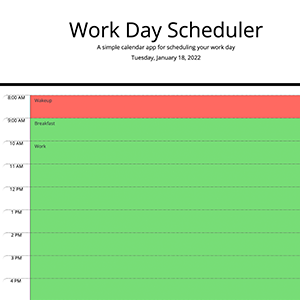 Work Day Scheduler
A simple calendar app for scheduling your work day
Tuesday, January 18, 2022
8:00 AM Wakeup
9:00 AM Breakfast
10 AM Work
11 AM
12 PM
1 PM
2 PM
3 PM
4 PM